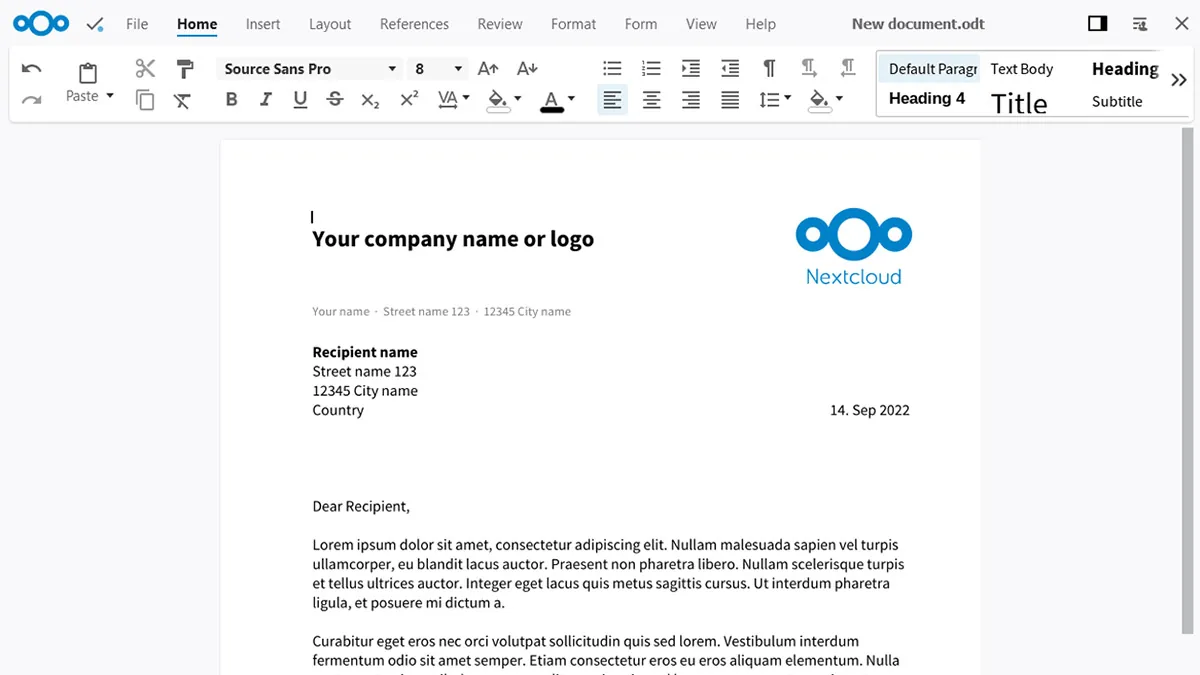 File Home Insert Layout References Review Format Form View Help New document.odt
Source Sans Pro 8
Paste
Default Paragr Text Body Heading
Heading 4 Title Subtitle
Your company name or logo
Nextcloud
Your name · Street name 123 · 12345 City name
Recipient name
Street name 123
12345 City name
Country 14. Sep 2022
Dear Recipient,
Lorem ipsum dolor sit amet, consectetur adipiscing elit. Nullam malesuada sapien vel turpis
ullamcorper, eu blandit lacus auctor. Praesent non pharetra libero. Nullam scelerisque turpis
et tellus ultrices auctor. Integer eget lacus quis metus sagittis cursus. Ut interdum pharetra
ligula, et posuere mi dictum a.
Curabitur eget eros nec orci volutpat sollicitudin quis sed lorem. Vestibulum interdum
fermentum odio sit amet semper. Etiam consectetur eros eu eros aliquam elementum. Nulla